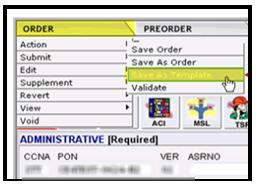 ORDER PREORDER
Action
Submit
Edit
Supplement
Revert
View
Void
Save Order
Save As Order
Save As Template
Validate
ACI MSL TSR
ADMINISTRATIVE [Required]
CCNA PON VER ASRNO